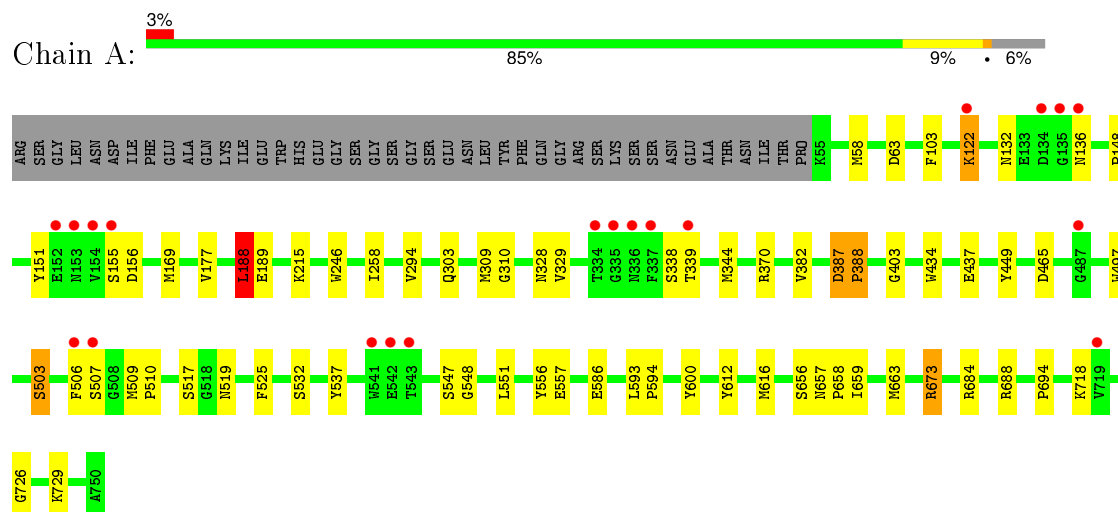 3%
Chain A:
85% 9% • 6%
ARG SER GLY LEU ASN ASP ILE PHE GLU ALA GLN LYS ILE GLU TRP HIS GLU GLY SER GLY SER GLY SER GLU ASN LEU TYR PHE GLN GLY ARG SER LYS SER SER ASN GLU ALA THR ASN ILE THR PRO K55 M58 D63 F103 K122 N132 E133 D134 G135 N136
Y151 E152 N153 V154 S155 D156 M169 V177 L188 E189 K215 W246 I258 V294 Q303 M309 G310 N328 V329 T334 G335 N336 F337 S338 T339 M344 R370 V382 D387 P388 G403 W434 E437 Y449 D465 G487
S503 F506 S507 G508 M509 P510 S517 G518 N519 F525 S532 Y537 W541 E542 T543 S547 G548 L551 Y556 E557 E586 L593 P594 Y600 Y612 M616 S656 N657 P658 I659 M663 R673 R684 R688 P694 K718 V719
G726 K729 A750